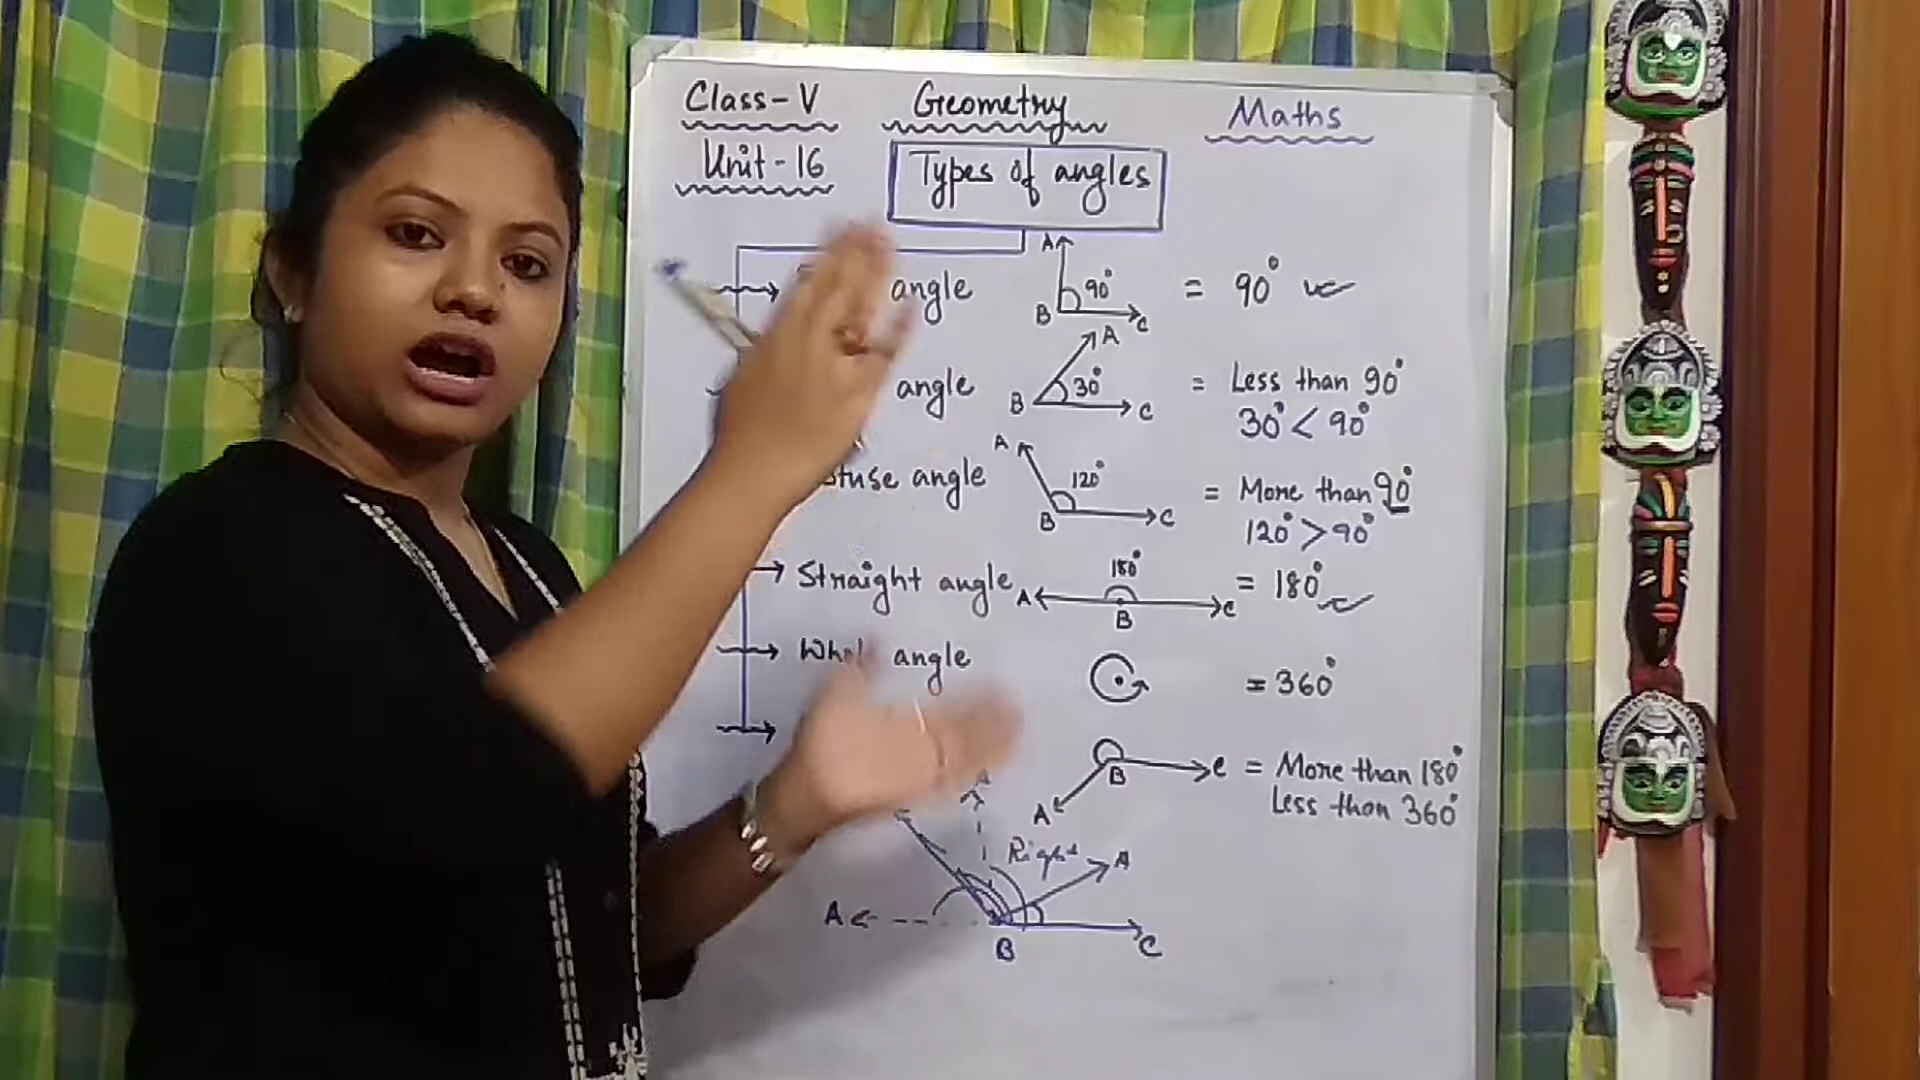 Class-V Geometry Maths
Unit-16 Types of angles
angle A B C 90° = 90°
angle A B C 30° = Less than 90°
30° < 90°
angle A B C 120° = More than 90°
120° > 90°
Straight angle A B C 180° = 180°
angle = 360°
A B C = More than 180°
Less than 360°
A
Right A
A B C